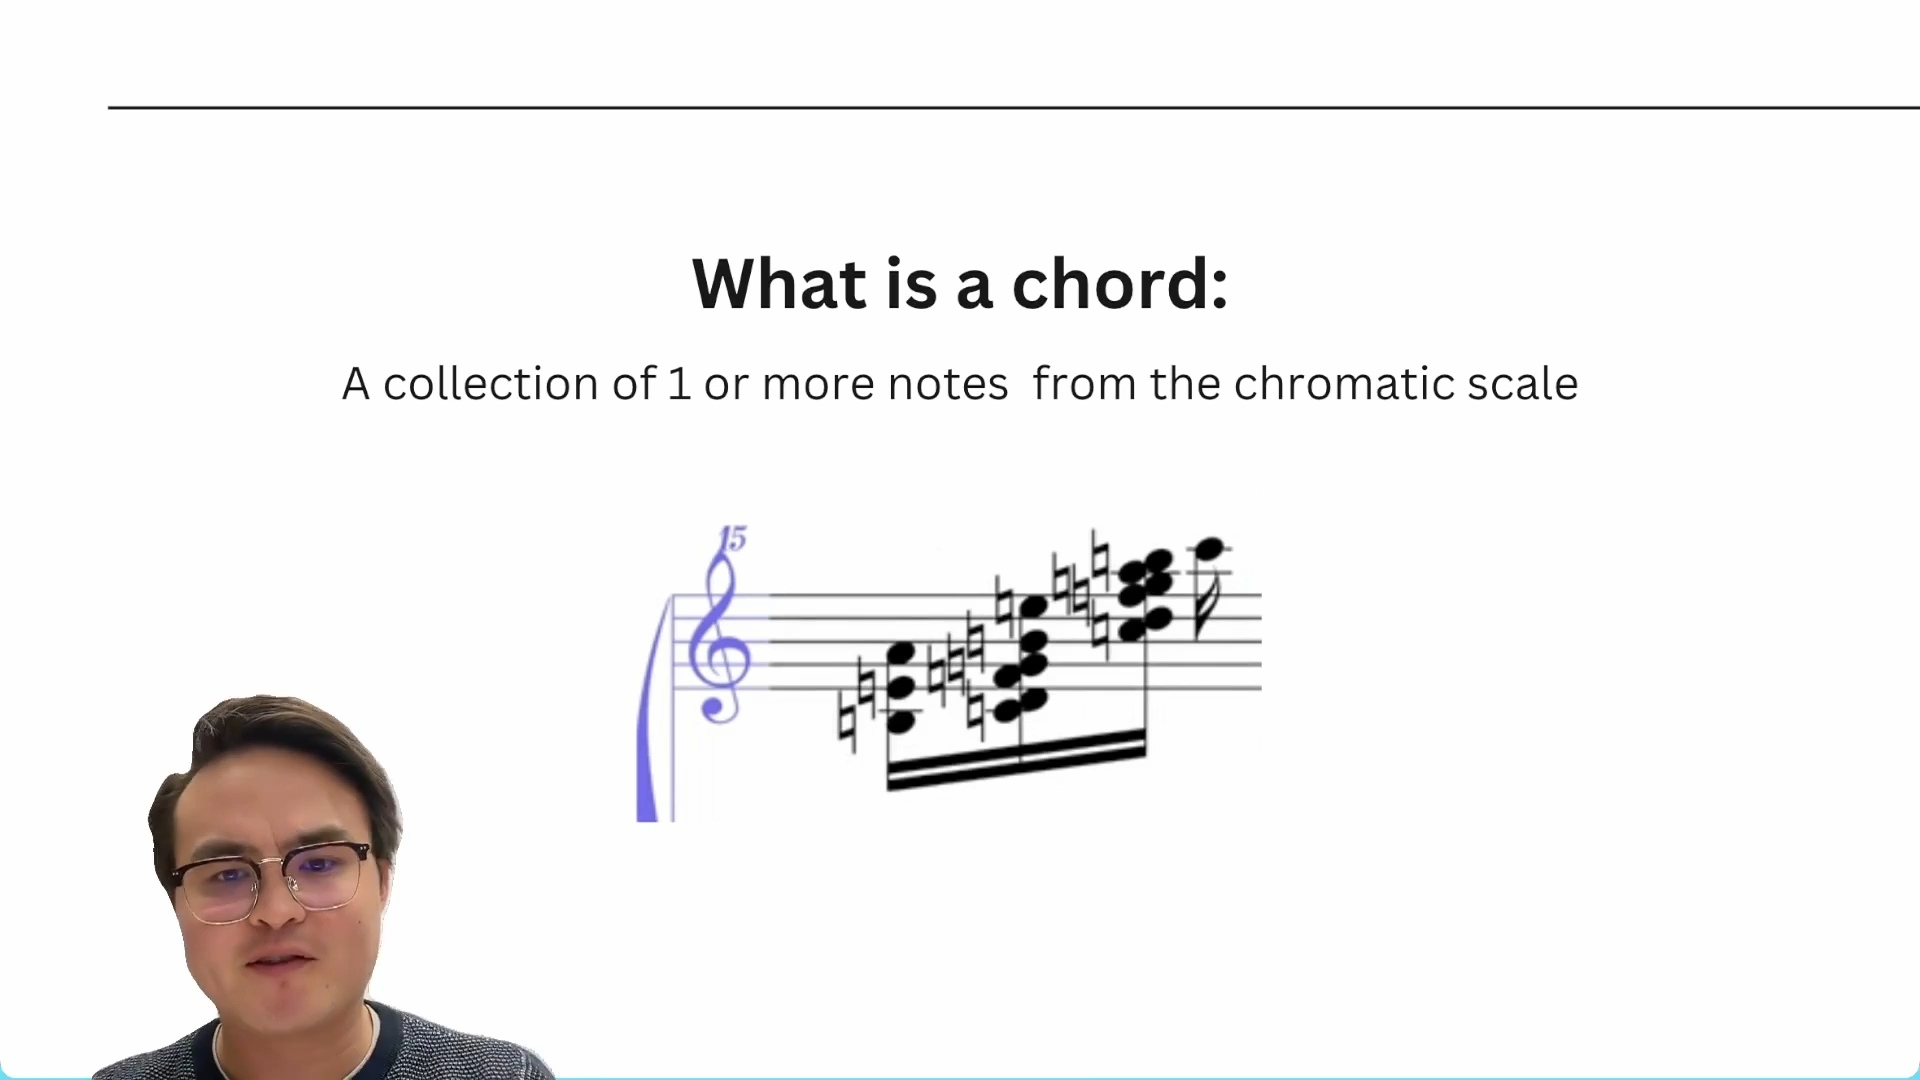 What is a chord:
A collection of 1 or more notes from the chromatic scale
15